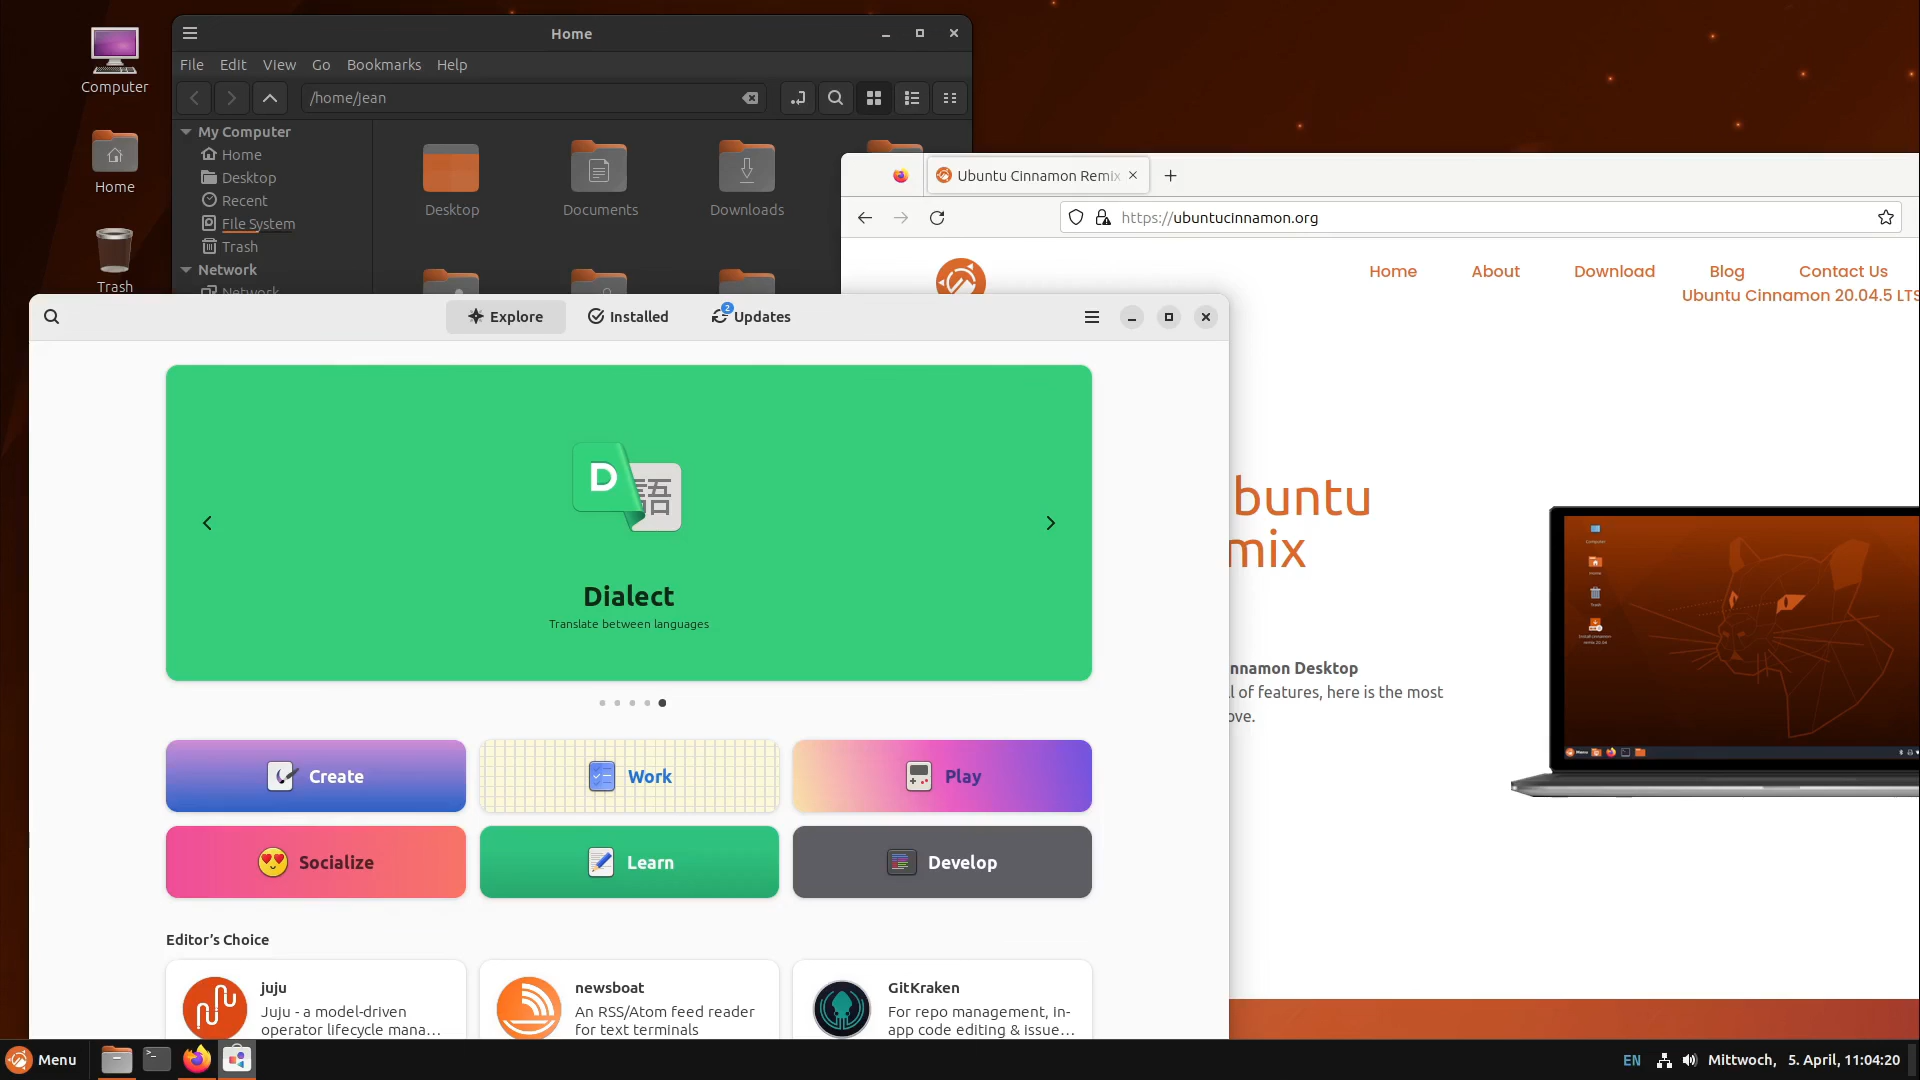 Computer
Home
Trash
Home
File Edit View Go Bookmarks Help
/home/jean
My Computer
Home
Desktop
Recent
File System
Trash
Network
Network
Desktop
Documents
Downloads
Ubuntu Cinnamon Remix
https://ubuntucinnamon.org
Home About Download Blog Contact Us
Ubuntu Cinnamon 20.04.5 LTS
buntu
mix
nnamon Desktop
l of features, here is the most
ove.
Explore
Installed
2
Updates
D
語
Dialect
Translate between languages
Create
Work
Play
Socialize
Learn
Develop
Editor's Choice
juju
Juju - a model-driven
operator lifecycle mana…
newsboat
An RSS/Atom feed reader
for text terminals
GitKraken
For repo management, in-
app code editing & issue…
Menu
EN
Mittwoch, 5. April, 11:04:20